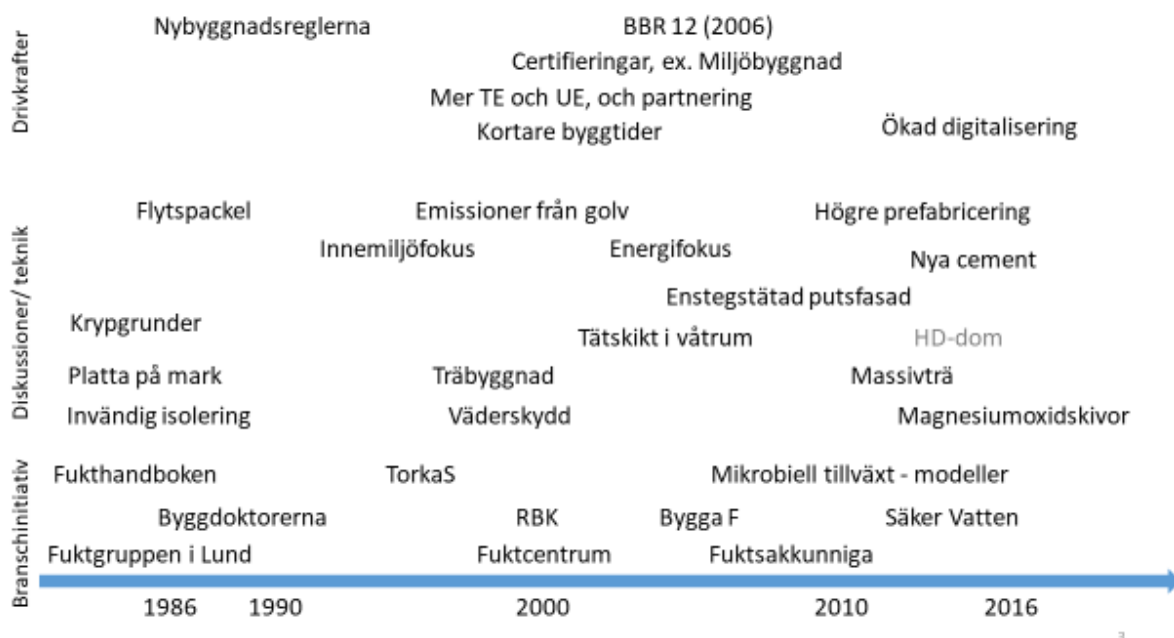 Drivkrafter
Nybyggnadsreglerna
BBR 12 (2006)
Certifieringar, ex. Miljöbyggnad
Mer TE och UE, och partnering
Kortare byggtider
Ökad digitalisering
Diskussioner/ teknik
Flytspackel
Emissioner från golv
Högre prefabricering
Innemiljöfokus
Energifokus
Nya cement
Enstegstätad putsfasad
Krypgrunder
Tätskikt i våtrum
HD-dom
Platta på mark
Träbyggnad
Massivträ
Invändig isolering
Väderskydd
Magnesiumoxidskivor
Branschinitiativ
Fukthandboken
TorkaS
Mikrobiell tillväxt - modeller
Byggdoktorerna
RBK
Bygga F
Säker Vatten
Fuktgruppen i Lund
Fuktcentrum
Fuktsakkunniga
1986
1990
2000
2010
2016
3